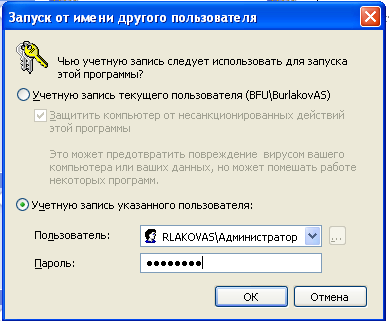 Запуск от имени другого пользователя
Чью учетную запись следует использовать для запуска
этой программы?
Учетную запись текущего пользователя (BFU\BurlakovAS)
Защитить компьютер от несанкционированных действий
этой программы
Это может предотвратить повреждение вирусом вашего
компьютера или ваших данных, но может помешать работе
некоторых программ.
Учетную запись указанного пользователя:
Пользователь: RLAKOVAS\Администратор ...
Пароль: ●●●●●●●●
ОК Отмена